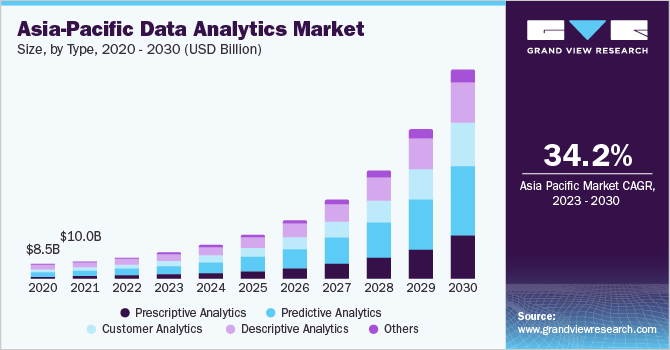 Asia-Pacific Data Analytics Market
Size, by Type, 2020 - 2030 (USD Billion)
$8.5B
$10.0B
2020 2021 2022 2023 2024 2025 2026 2027 2028 2029 2030
Prescriptive Analytics Predictive Analytics
Customer Analytics Descriptive Analytics Others
GRAND VIEW RESEARCH
34.2%
Asia Pacific Market CAGR,
2023 - 2030
Source:
www.grandviewresearch.com